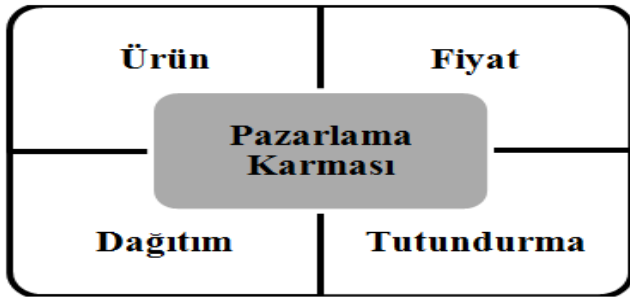 Ürün
Fiyat
Pazarlama
Karması
Dağıtım
Tutundurma